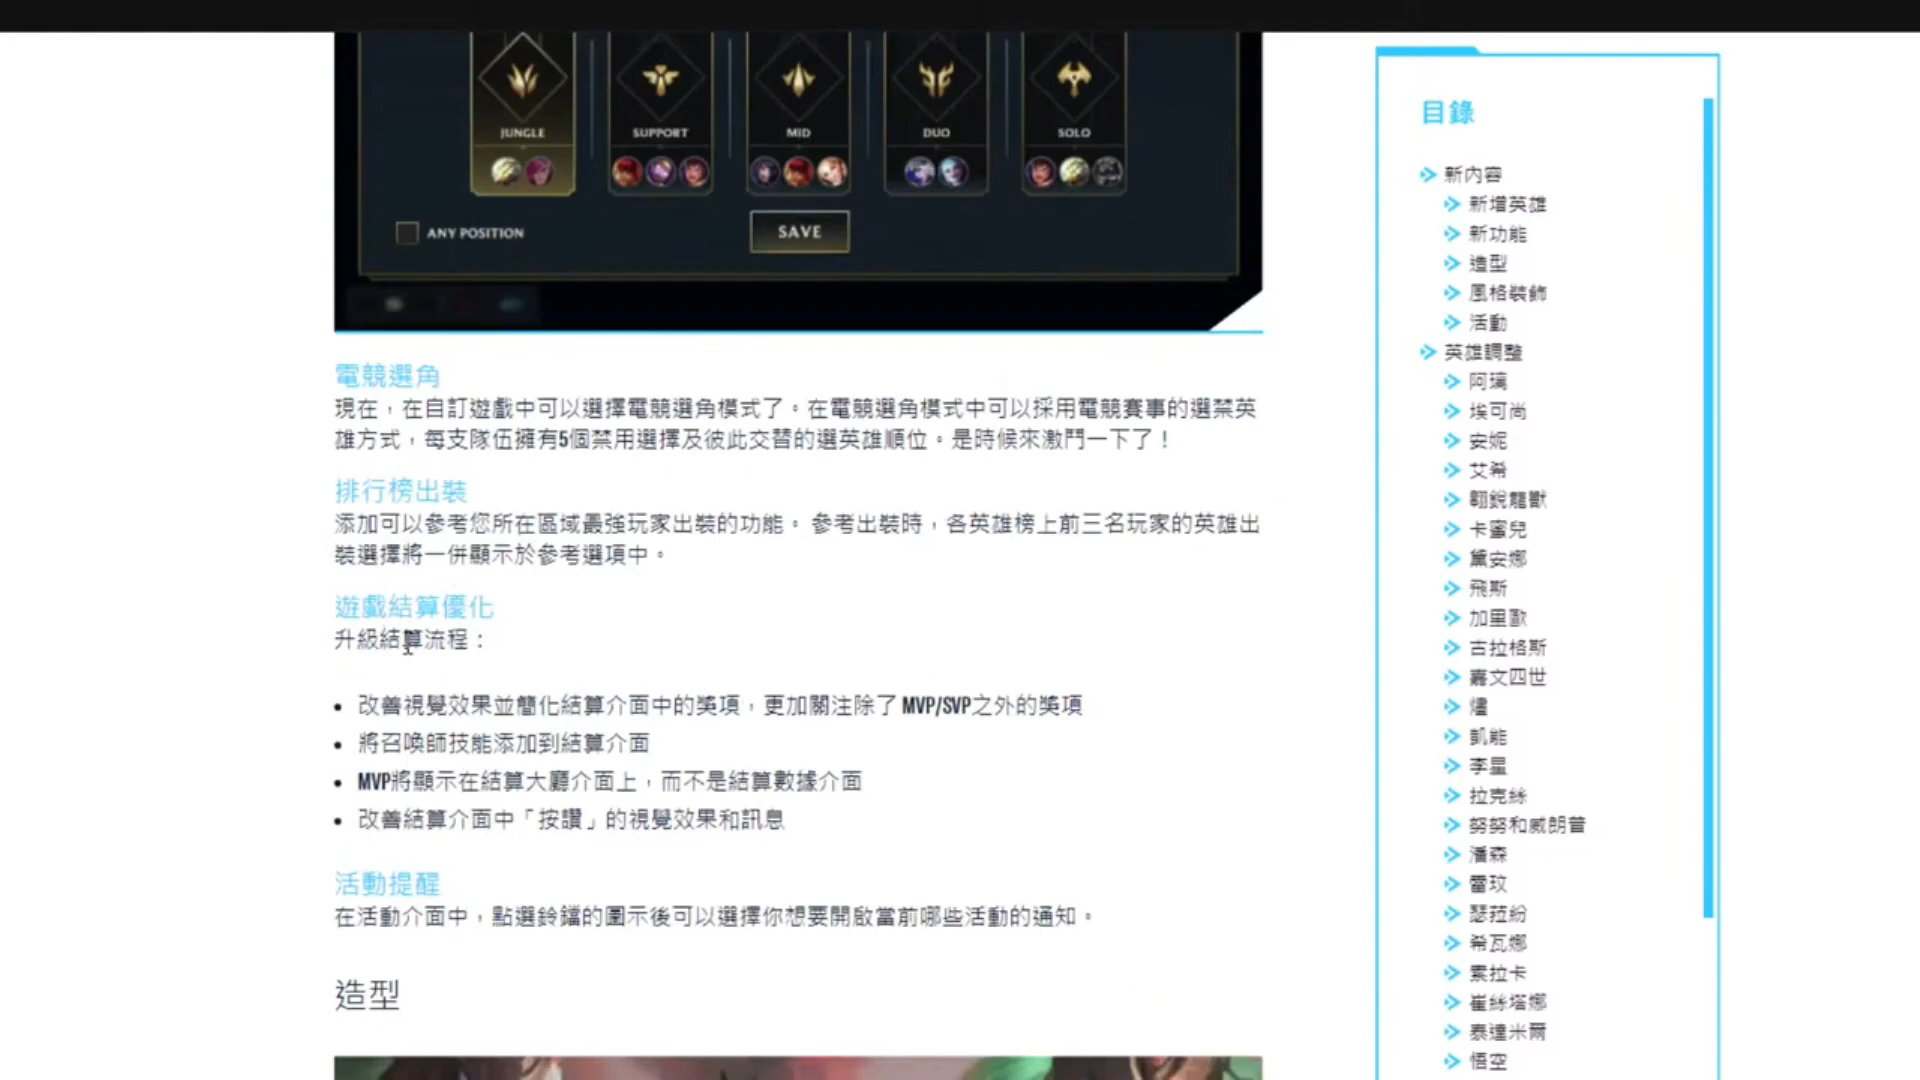 JUNGLE
SUPPORT
MID
DUO
SOLO
ANY POSITION
SAVE
電競選角
現在，在自訂遊戲中可以選擇電競選角模式了。在電競選角模式中可以採用電競賽事的選禁英
雄方式，每支隊伍擁有5個禁用選擇及彼此交替的選英雄順位。是時候來激鬥一下了！
排行榜出裝
添加可以參考您所在區域最強玩家出裝的功能。 參考出裝時，各英雄榜上前三名玩家的英雄出
裝選擇將一併顯示於參考選項中。
遊戲結算優化
升級結算流程：
改善視覺效果並簡化結算介面中的獎項，更加關注除了 MVP/SVP之外的獎項
將召喚師技能添加到結算介面
MVP將顯示在結算大廳介面上，而不是結算數據介面
改善結算介面中「按讚」的視覺效果和訊息
活動提醒
在活動介面中，點選鈴鐺的圖示後可以選擇你想要開啟當前哪些活動的通知。
造型
目錄
新內容
新增英雄
新功能
造型
風格裝飾
活動
英雄調整
阿璃
埃可尚
安妮
艾希
翱銳龍獸
卡蜜兒
黛安娜
飛斯
加里歐
古拉格斯
嘉文四世
燼
凱能
李星
拉克絲
努努和威朗普
潘森
雷玟
瑟菈紛
希瓦娜
索拉卡
崔絲塔娜
泰達米爾
悟空